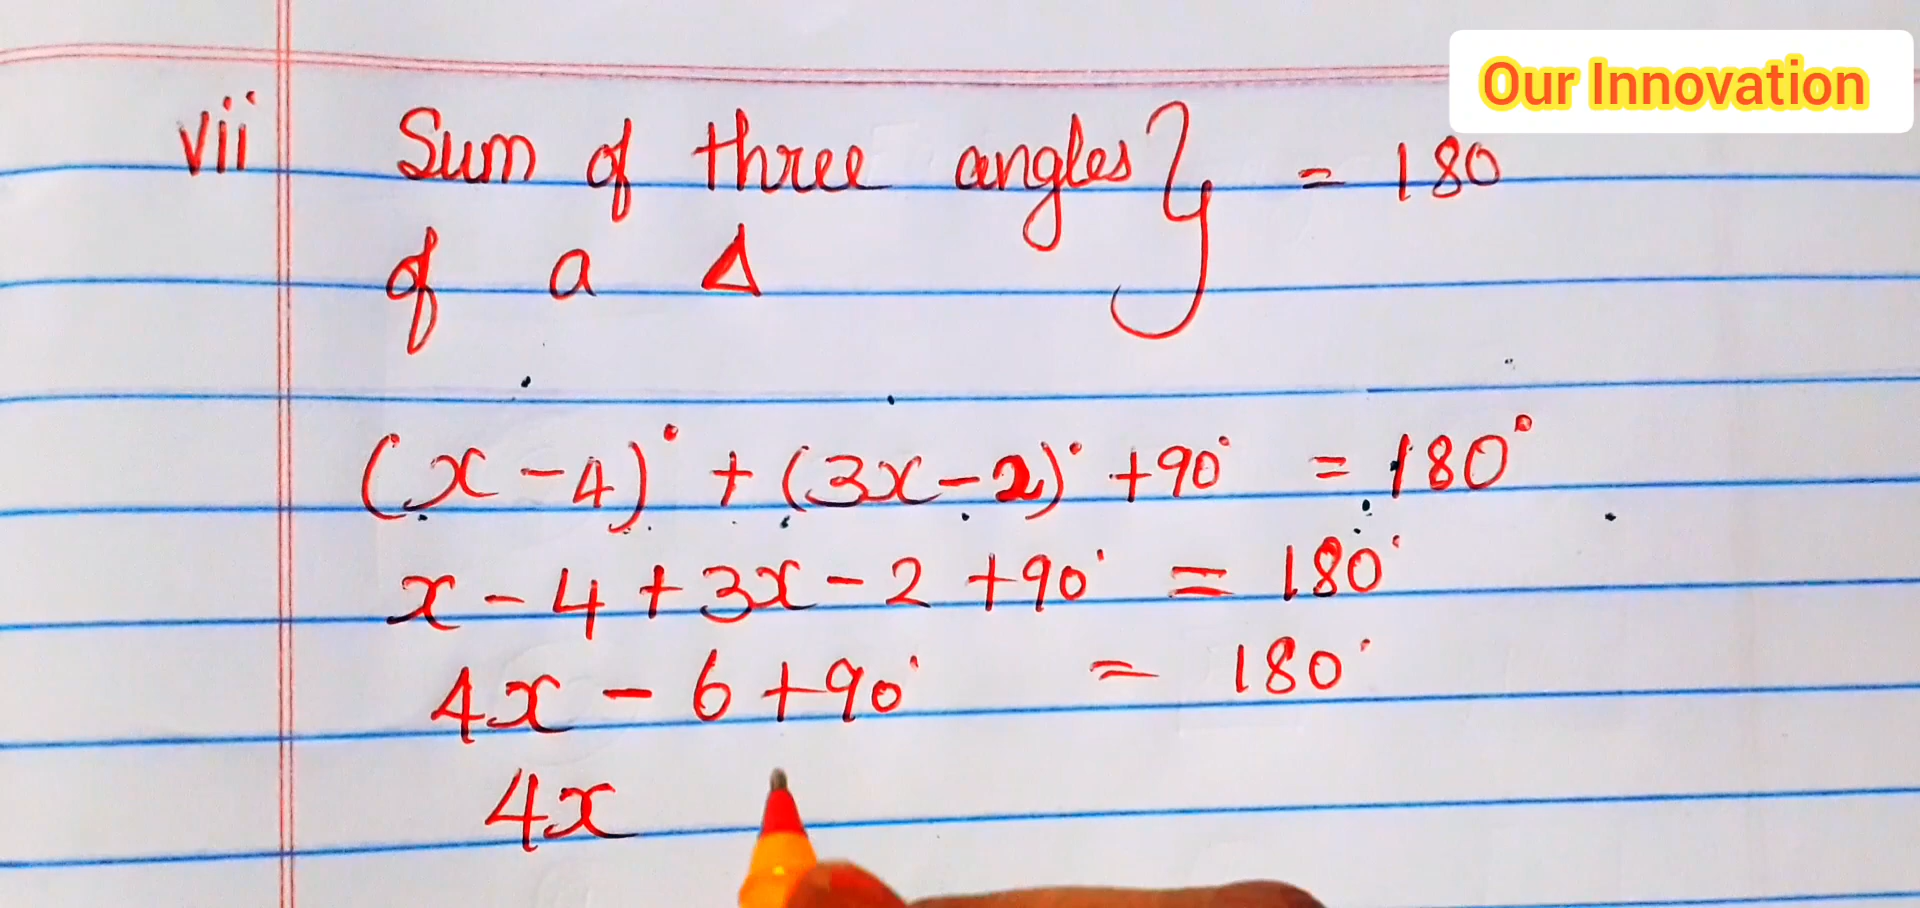 Our Innovation
vii Sum of three angles } = 180
of a Δ
(x - 4)° + (3x - 2)° + 90° = 180°
x - 4 + 3x - 2 + 90° = 180°
4x - 6 + 90° = 180°
4x